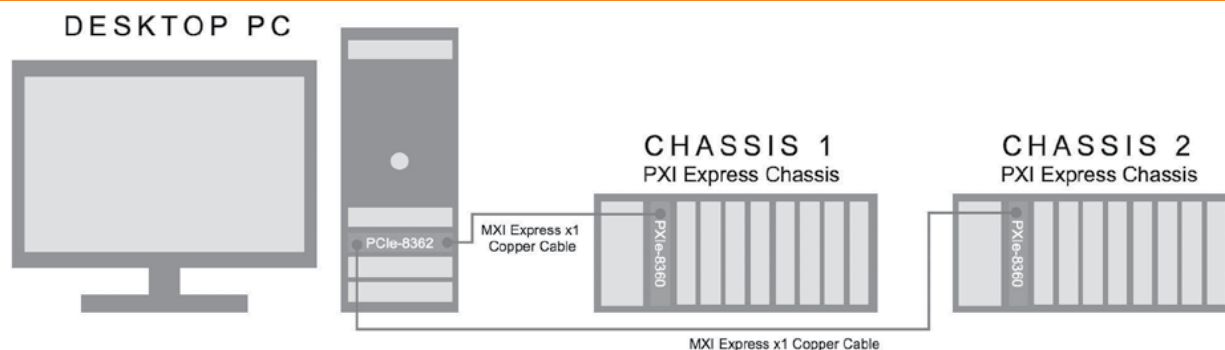 DESKTOP PC
PCIe-8362
MXI Express x1
Copper Cable
CHASSIS 1
PXI Express Chassis
PXIe-8360
CHASSIS 2
PXI Express Chassis
PXIe-8360
MXI Express x1 Copper Cable